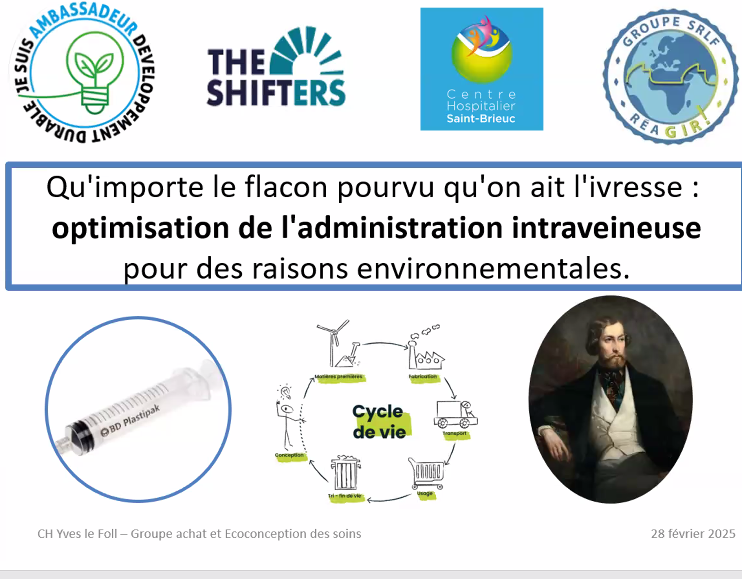 JE SUIS AMBASSADEUR DEVELOPPEMENT DURABLE
THE
SHIFTERS
Centre
Hospitalier
Saint-Brieuc
GROUPE SRLF
RÉAGIR!
Qu'importe le flacon pourvu qu'on ait l'ivresse :
optimisation de l'administration intraveineuse
pour des raisons environnementales.
BD Plastipak
Matières premières
Fabrication
Transport
Usage
Tri - fin de vie
Conception
Cycle
de vie
CH Yves le Foll – Groupe achat et Ecoconception des soins
28 février 2025